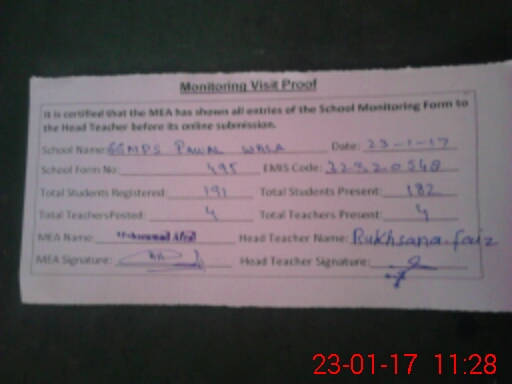 Monitoring Visit Proof
It is certified that the MEA has shown all entries of the School Monitoring Form to
the Head Teacher before its online submission.
School Name: GGMPS PAWAL WALA Date: 23-1-17
School Form No: 495 EMIS Code: 32320548
Total Students Registered: 191 Total Students Present: 182
Total Teachers Posted: 4 Total Teachers Present: 4
MEA Name: Muhammad Afzal Head Teacher Name: Rukhsana faiz
MEA Signature: Head Teacher Signature:
23-01-17 11:28